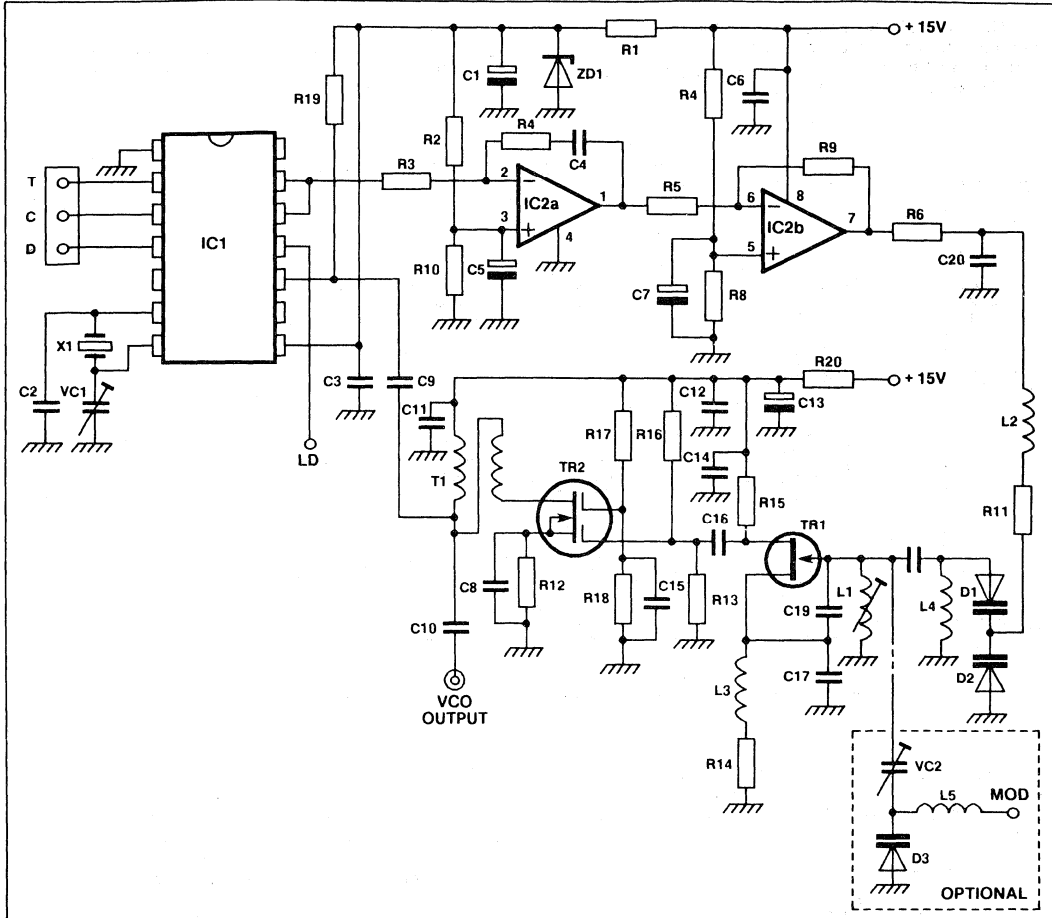 + 15V
R1
C1
ZD1
R19
R4
C6
R2
R4
C4
R3
R9
T
C
D
IC1
2
3
1
4
IC2a
R5
6
5
8
7
IC2b
R6
R10
C5
C7
R8
C20
X1
C2
VC1
C3
C9
R20
+ 15V
LD
C11
T1
R17
R16
C12
C13
L2
TR2
C14
R15
R11
C16
TR1
C8
R12
R18
C15
R13
C19
L1
L4
D1
C10
C17
D2
VCO
OUTPUT
L3
R14
VC2
L5
MOD
D3
OPTIONAL